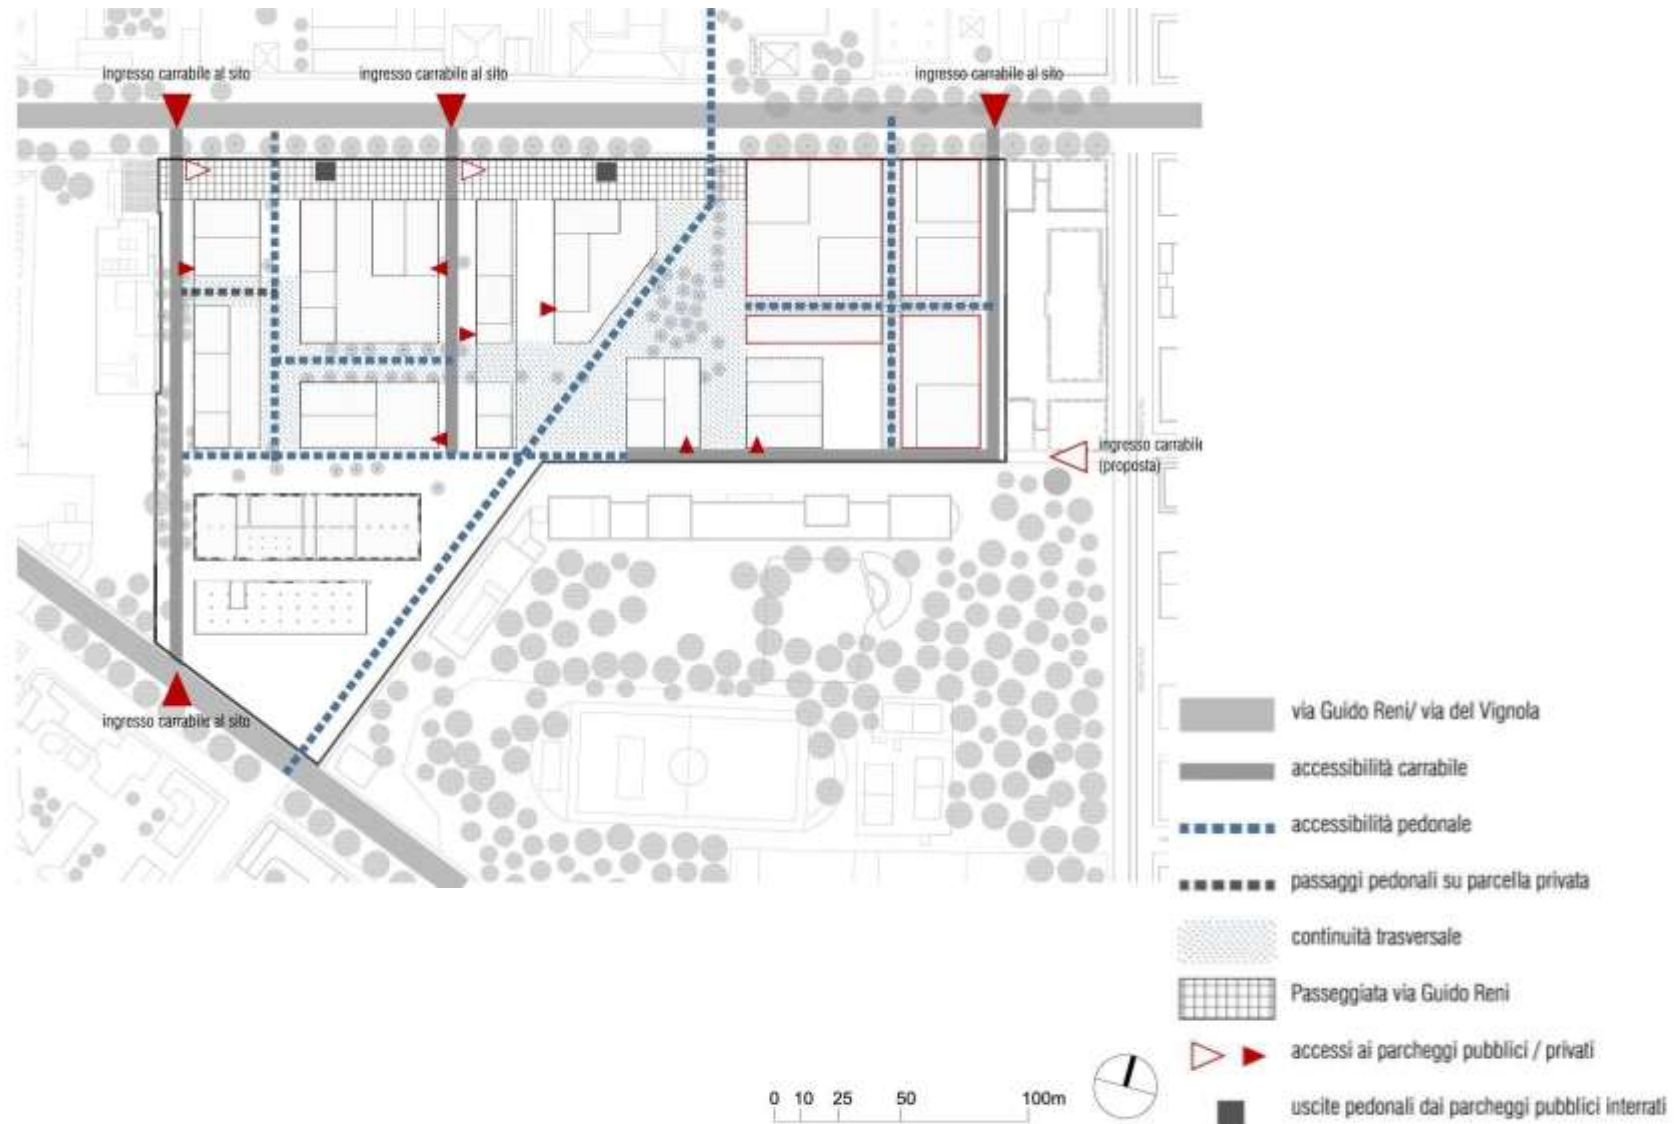 ingresso carrabile al sito
ingresso carrabile al sito
ingresso carrabile al sito
ingresso carrabile
(proposta)
ingresso carrabile al sito
via Guido Reni/ via del Vignola
accessibilità carrabile
accessibilità pedonale
passaggi pedonali su parcella privata
continuità trasversale
Passeggiata via Guido Reni
accessi ai parcheggi pubblici / privati
uscite pedonali dai parcheggi pubblici interrati
0 10 25 50 100m